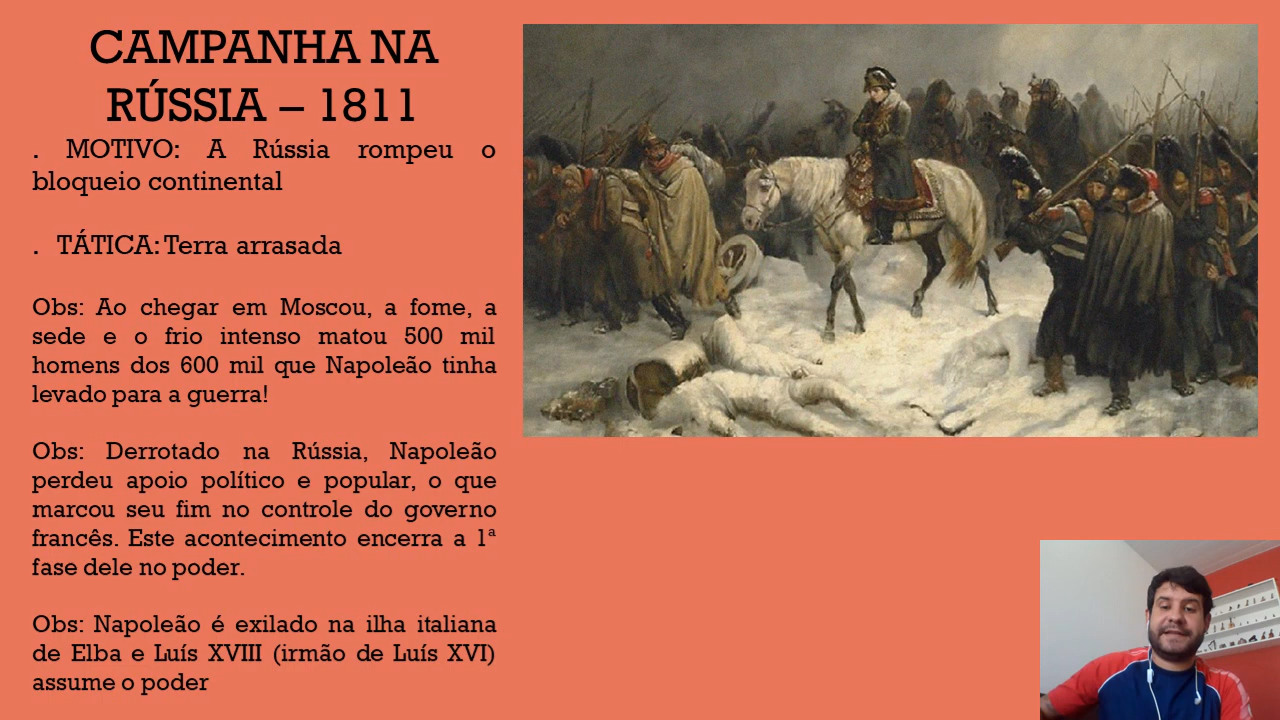 CAMPANHA NA
RÚSSIA – 1811
. MOTIVO: A Rússia rompeu o
bloqueio continental
. TÁTICA: Terra arrasada
Obs: Ao chegar em Moscou, a fome, a
sede e o frio intenso matou 500 mil
homens dos 600 mil que Napoleão tinha
levado para a guerra!
Obs: Derrotado na Rússia, Napoleão
perdeu apoio político e popular, o que
marcou seu fim no controle do governo
francês. Este acontecimento encerra a 1ª
fase dele no poder.
Obs: Napoleão é exilado na ilha italiana
de Elba e Luís XVIII (irmão de Luís XVI)
assume o poder